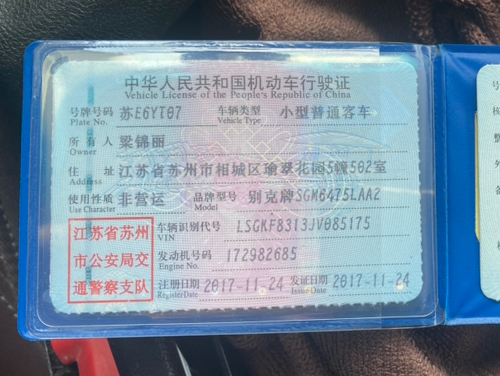 中华人民共和国机动车行驶证
Vehicle License of the People's Republic of China
号牌号码 苏E6YT07 车辆类型 小型普通客车
Plate No. Vehicle Type
所有人 梁锦丽
Owner
住址 江苏省苏州市相城区瑜翠花园5幢502室
Address
使用性质 非营运 品牌型号 别克牌SGM6475LAA2
Use Character Model
江苏省苏州 车辆识别代号 LSGKF8313JV085175
VIN
市公安局交 发动机号码 172982685
Engine No.
通警察支队 注册日期 2017-11-24 发证日期 2017-11-24
Register Date Issue Date